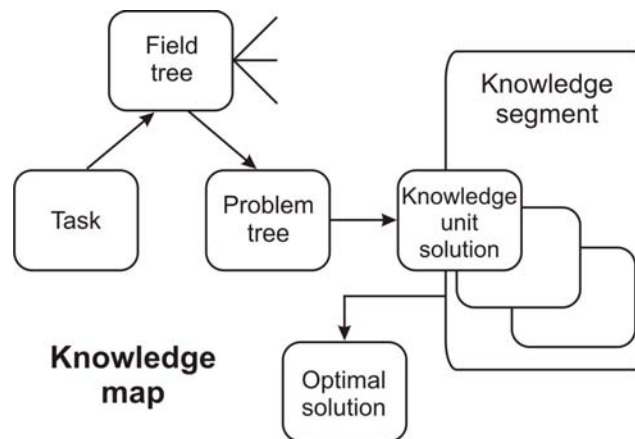 Field
tree
Knowledge
segment
Task
Problem
tree
Knowledge
unit
solution
Knowledge
map
Optimal
solution